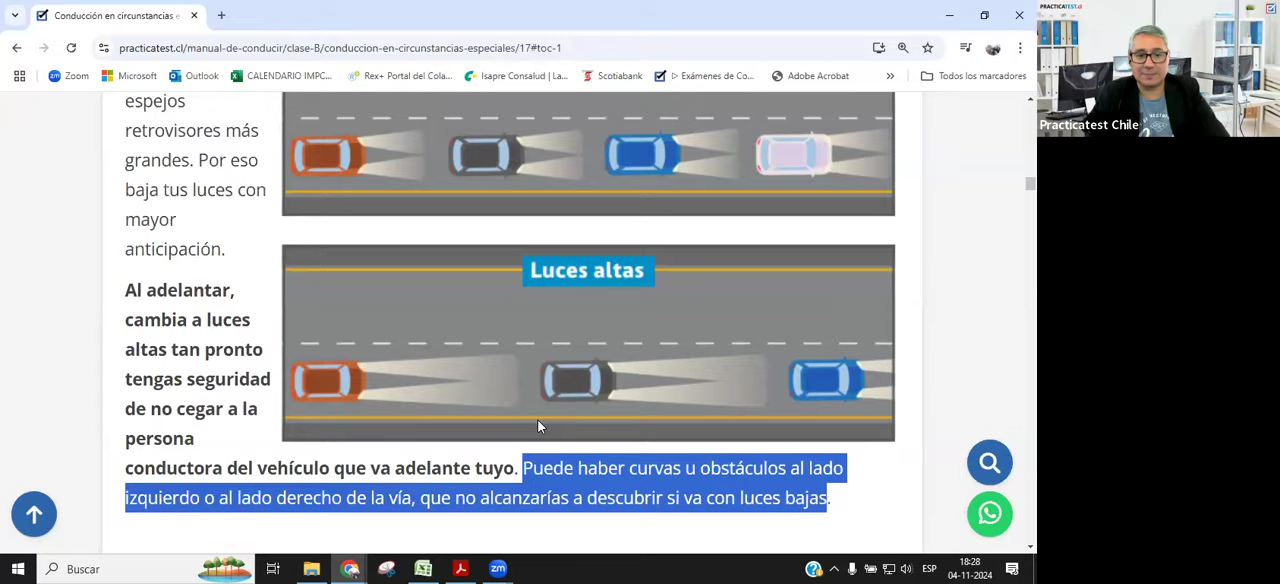 Conducción en circunstancias e
practicatest.cl/manual-de-conducir/clase-B/conduccion-en-circunstancias-especiales/17#toc-1
Zoom
Microsoft
Outlook
CALENDARIO IMPC...
Rex+ Portal del Cola...
Isapre Consalud | La...
Scotiabank
▷ Exámenes de Co...
Adobe Acrobat
»
Todos los marcadores
PRACTICATEST.cl
Practicatest Chile
espejos
retrovisores más
grandes. Por eso
baja tus luces con
mayor
anticipación.
Luces altas
Al adelantar,
cambia a luces
altas tan pronto
tengas seguridad
de no cegar a la
persona
conductora del vehículo que va adelante tuyo. Puede haber curvas u obstáculos al lado
izquierdo o al lado derecho de la vía, que no alcanzarías a descubrir si va con luces bajas.
Buscar
ESP
18:28
04-11-2024